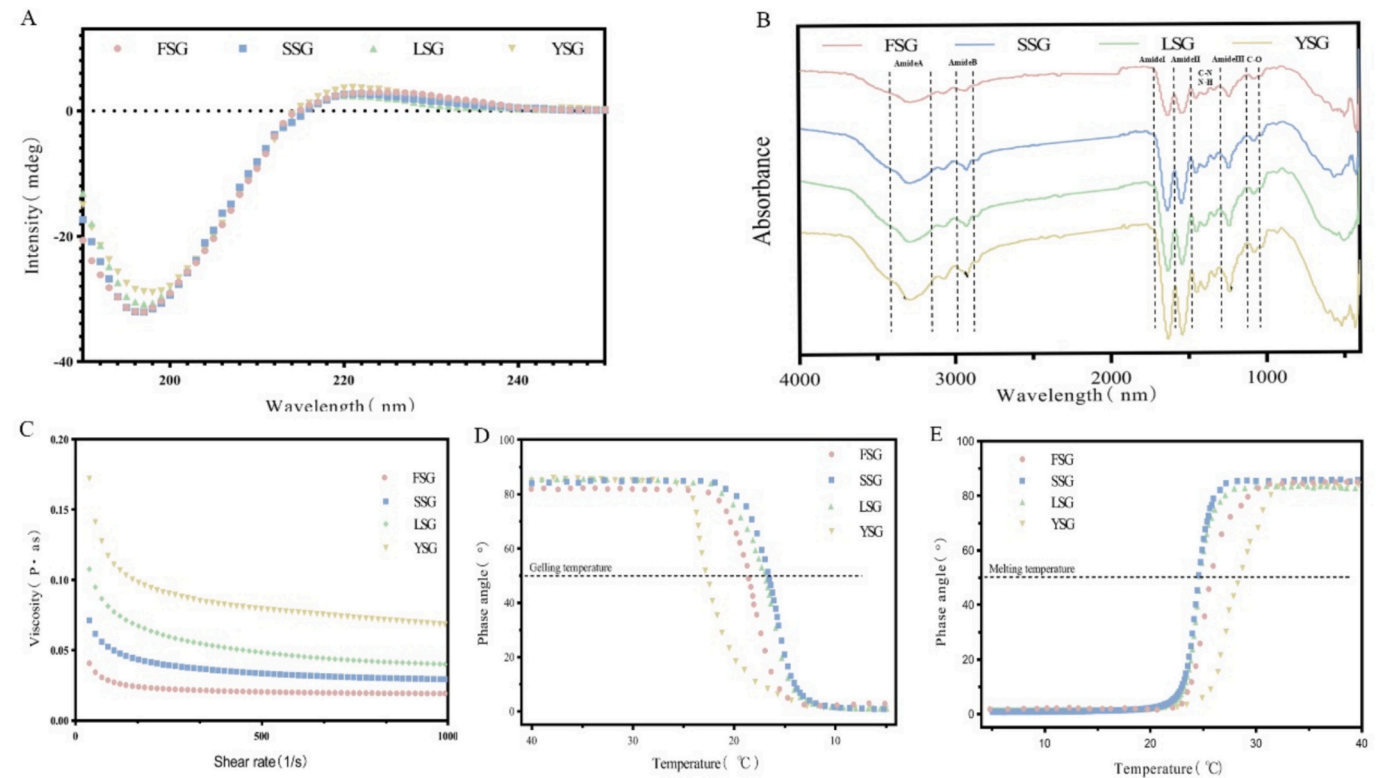 A
FSG SSG LSG YSG
Intensity ( mdeg)
0
-20
-40
200 220 240
Wavelength ( nm)
B
FSG SSG LSG YSG
AmideA AmideB AmideI AmideII C-N AmideIII C-O
N-H
Absorbance
4000 3000 2000 1000
Wavelength ( nm)
C
0.20
0.15
0.10
0.05
0.00
FSG
SSG
LSG
YSG
Viscosity ( P· as)
0 500 1000
Shear rate (1/s)
D
100
80
60
40
20
0
FSG
SSG
LSG
YSG
Gelling temperature
Phase angle ( °)
40 30 20 10
Temperature ( ℃)
E
100
80
60
40
20
0
FSG
SSG
LSG
YSG
Melting temperature
Phase angle ( °)
10 20 30 40
Temperature ( ℃)